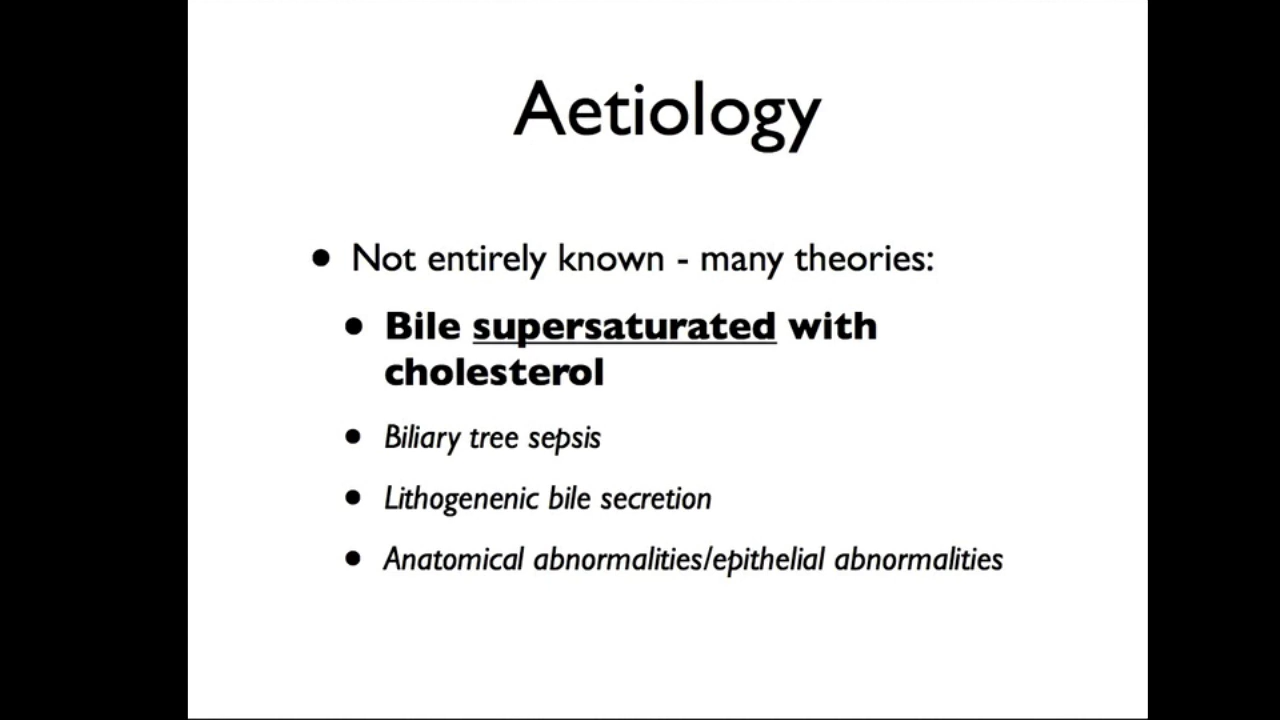 Aetiology
• Not entirely known - many theories:
• Bile supersaturated with
cholesterol
• Biliary tree sepsis
• Lithogenenic bile secretion
• Anatomical abnormalities/epithelial abnormalities